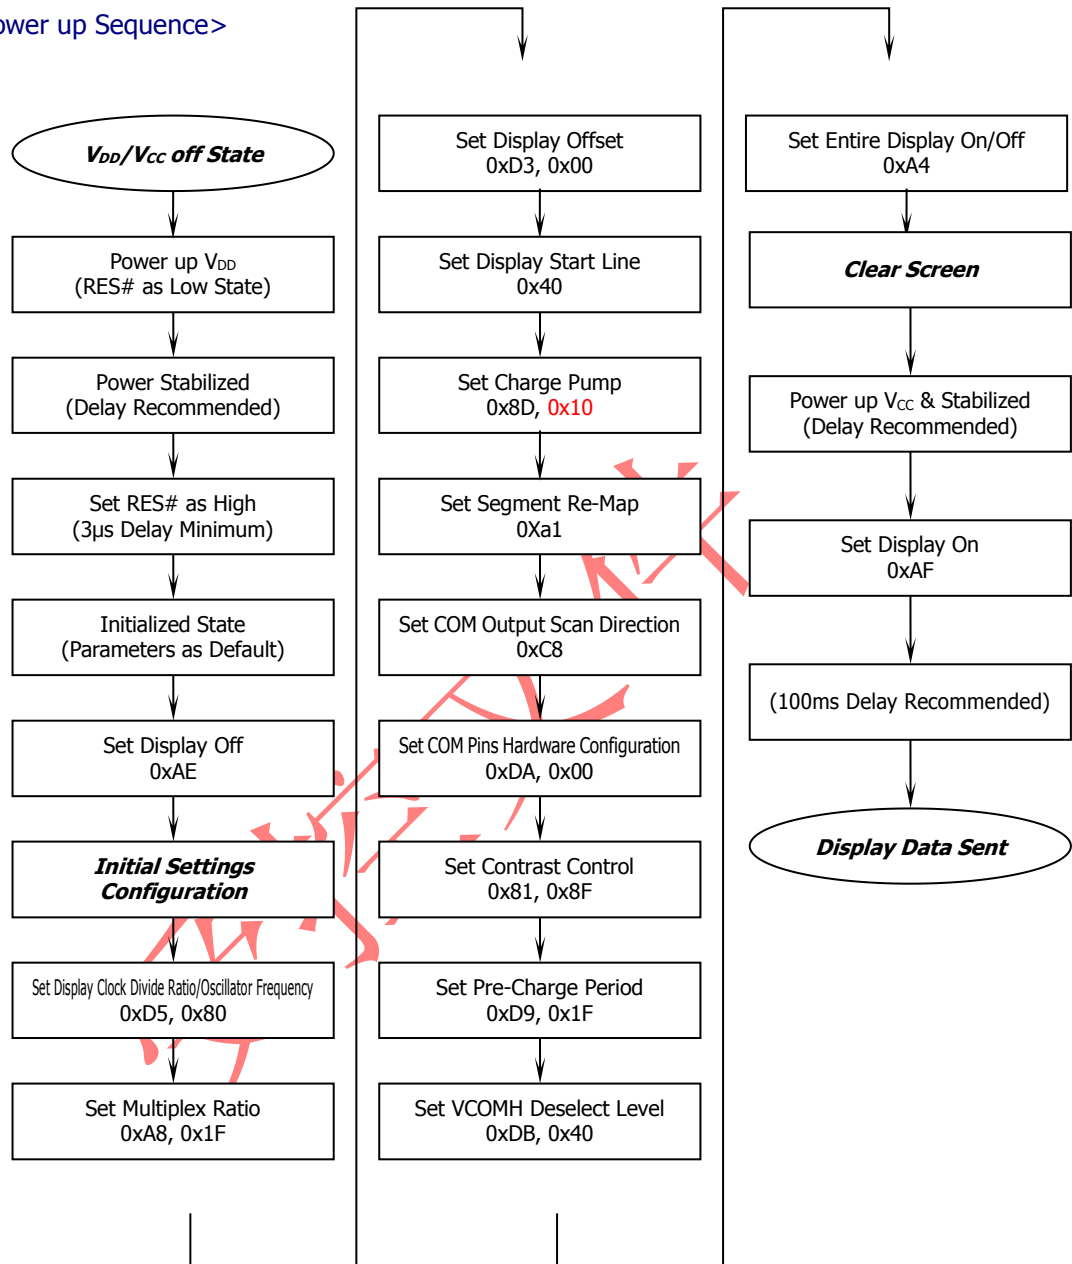 ower up Sequence>
V_DD/V_CC off State
Power up V_DD
(RES# as Low State)
Power Stabilized
(Delay Recommended)
Set RES# as High
(3μs Delay Minimum)
Initialized State
(Parameters as Default)
Set Display Off
0xAE
Initial Settings
Configuration
Set Display Clock Divide Ratio/Oscillator Frequency
0xD5, 0x80
Set Multiplex Ratio
0xA8, 0x1F
Set Display Offset
0xD3, 0x00
Set Display Start Line
0x40
Set Charge Pump
0x8D, 0x10
Set Segment Re-Map
0Xa1
Set COM Output Scan Direction
0xC8
Set COM Pins Hardware Configuration
0xDA, 0x00
Set Contrast Control
0x81, 0x8F
Set Pre-Charge Period
0xD9, 0x1F
Set VCOMH Deselect Level
0xDB, 0x40
Set Entire Display On/Off
0xA4
Clear Screen
Power up V_CC & Stabilized
(Delay Recommended)
Set Display On
0xAF
(100ms Delay Recommended)
Display Data Sent